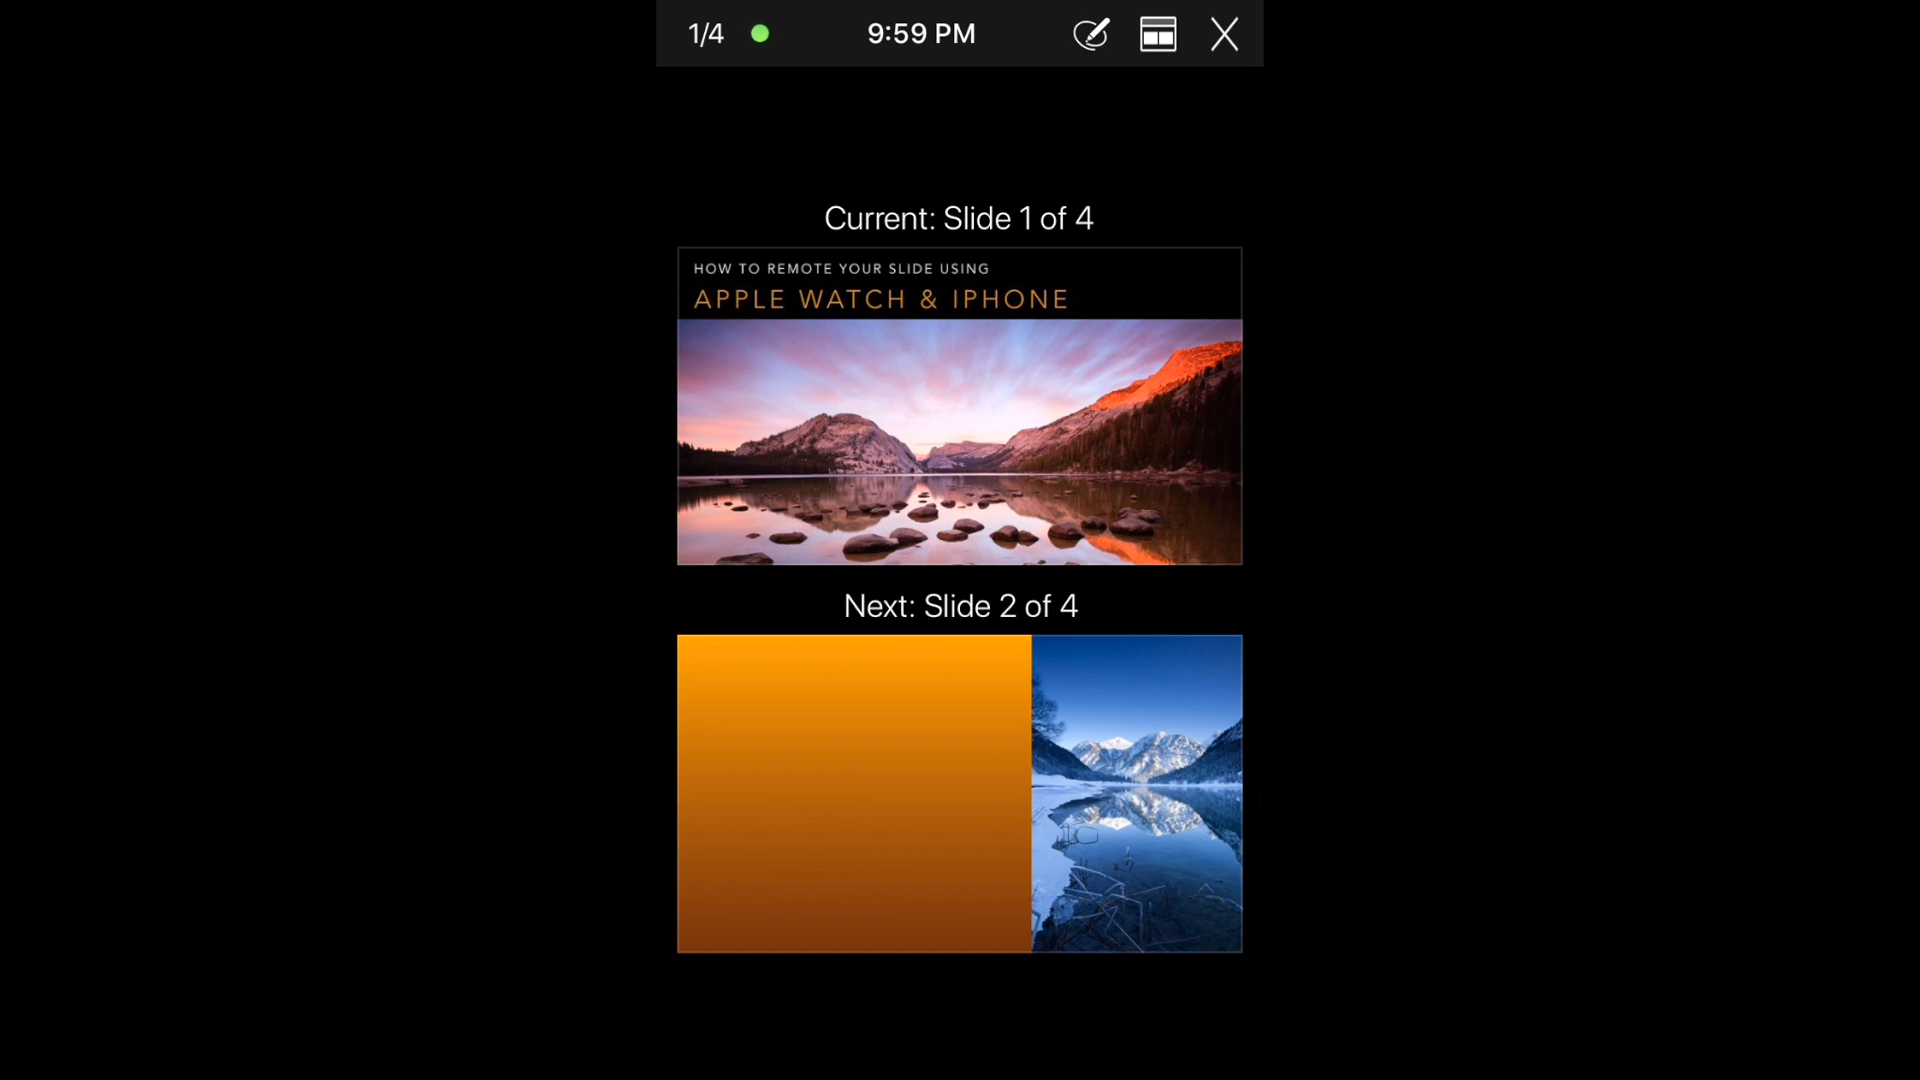 1/4
9:59 PM
Current: Slide 1 of 4
HOW TO REMOTE YOUR SLIDE USING
APPLE WATCH & IPHONE
Next: Slide 2 of 4